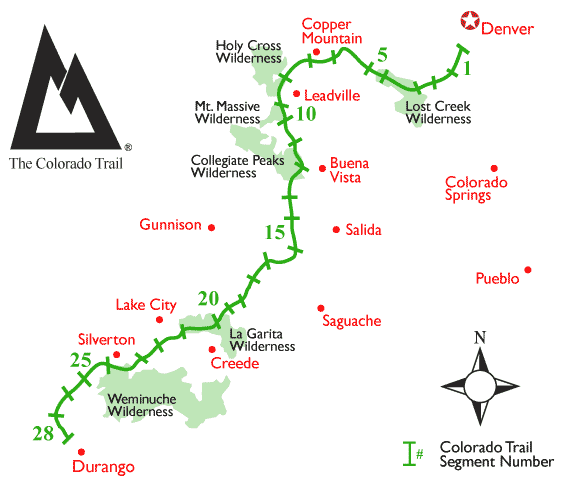 Denver
Copper
Mountain
Holy Cross
Wilderness
5
1
Leadville
10
Lost Creek
Wilderness
Mt. Massive
Wilderness
The Colorado Trail
®
Collegiate Peaks
Wilderness
Buena
Vista
Colorado
Springs
Gunnison
15
Salida
Pueblo
20
Lake City
Saguache
La Garita
Wilderness
Silverton
25
Creede
N
Weminuche
Wilderness
28
Durango
#
Colorado Trail
Segment Number